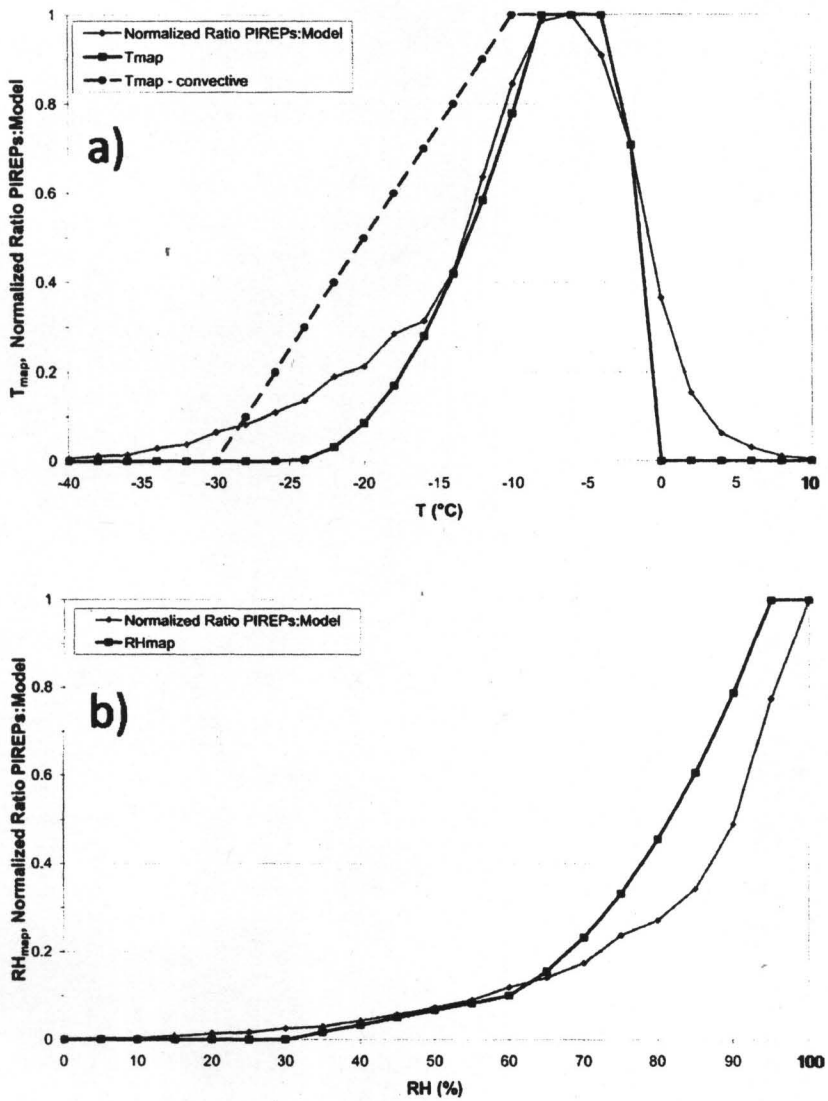 a)
Normalized Ratio PIREPs:Model
Tmap
Tmap - convective
Tmap, Normalized Ratio PIREPs:Model
1
0.8
0.6
0.4
0.2
0
-40 -35 -30 -25 -20 -15 -10 -5 0 5 10
T (°C)
b)
Normalized Ratio PIREPs:Model
RHmap
RHmap, Normalized Ratio PIREPs:Model
1
0.8
0.6
0.4
0.2
0
0 10 20 30 40 50 60 70 80 90 100
RH (%)